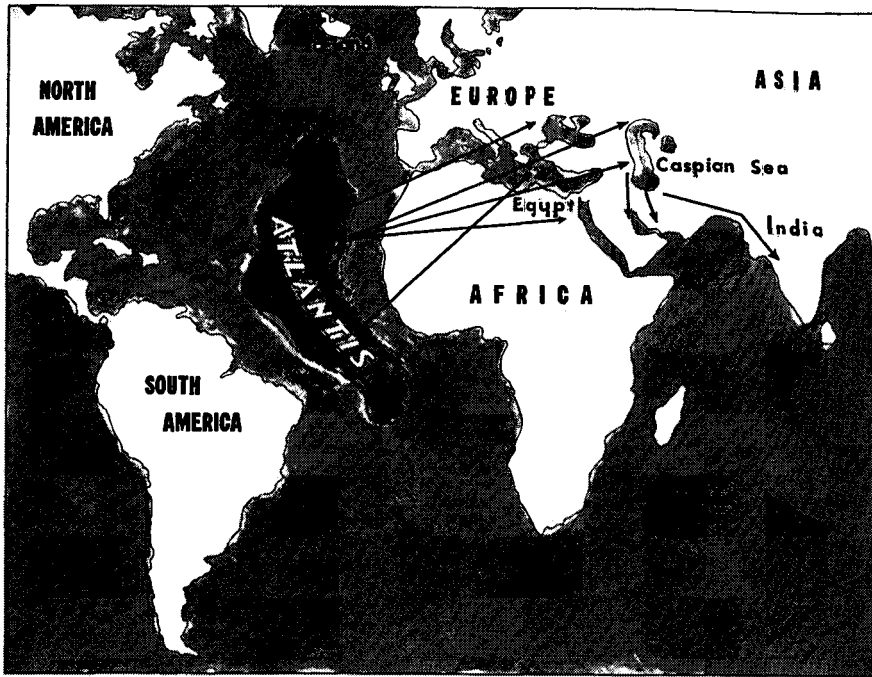 NORTH
AMERICA
EUROPE
ASIA
Caspian Sea
Egypt
India
ATLANTIS
AFRICA
SOUTH
AMERICA